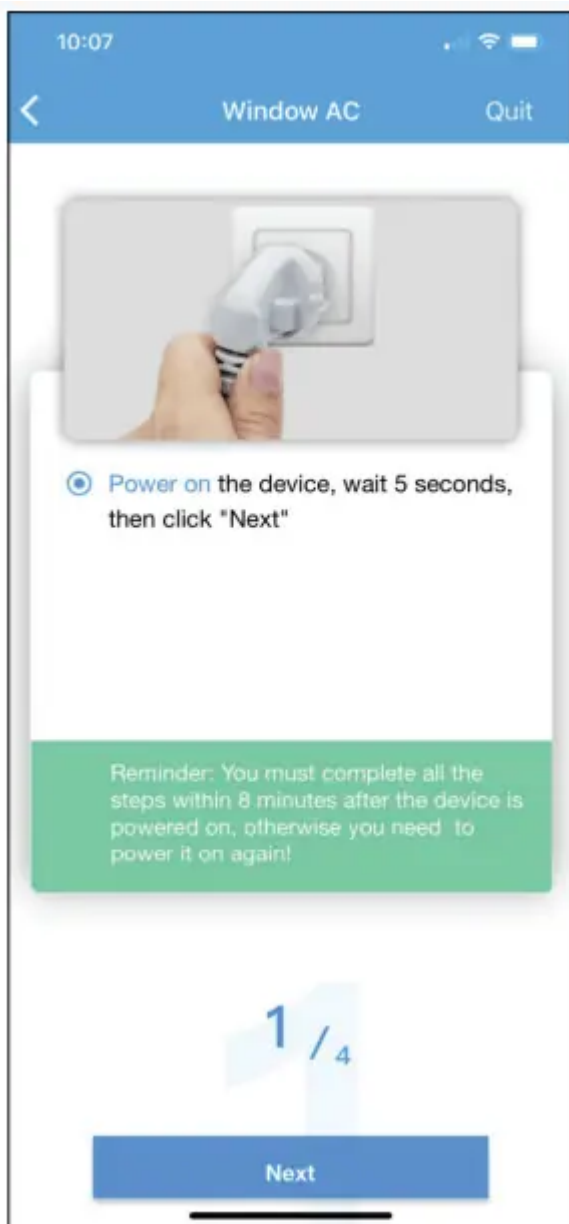 10:07
Window AC
Quit
Power on the device, wait 5 seconds,
then click "Next"
Reminder: You must complete all the
steps within 8 minutes after the device is
powered on, otherwise you need to
power it on again!
1 / 4
Next